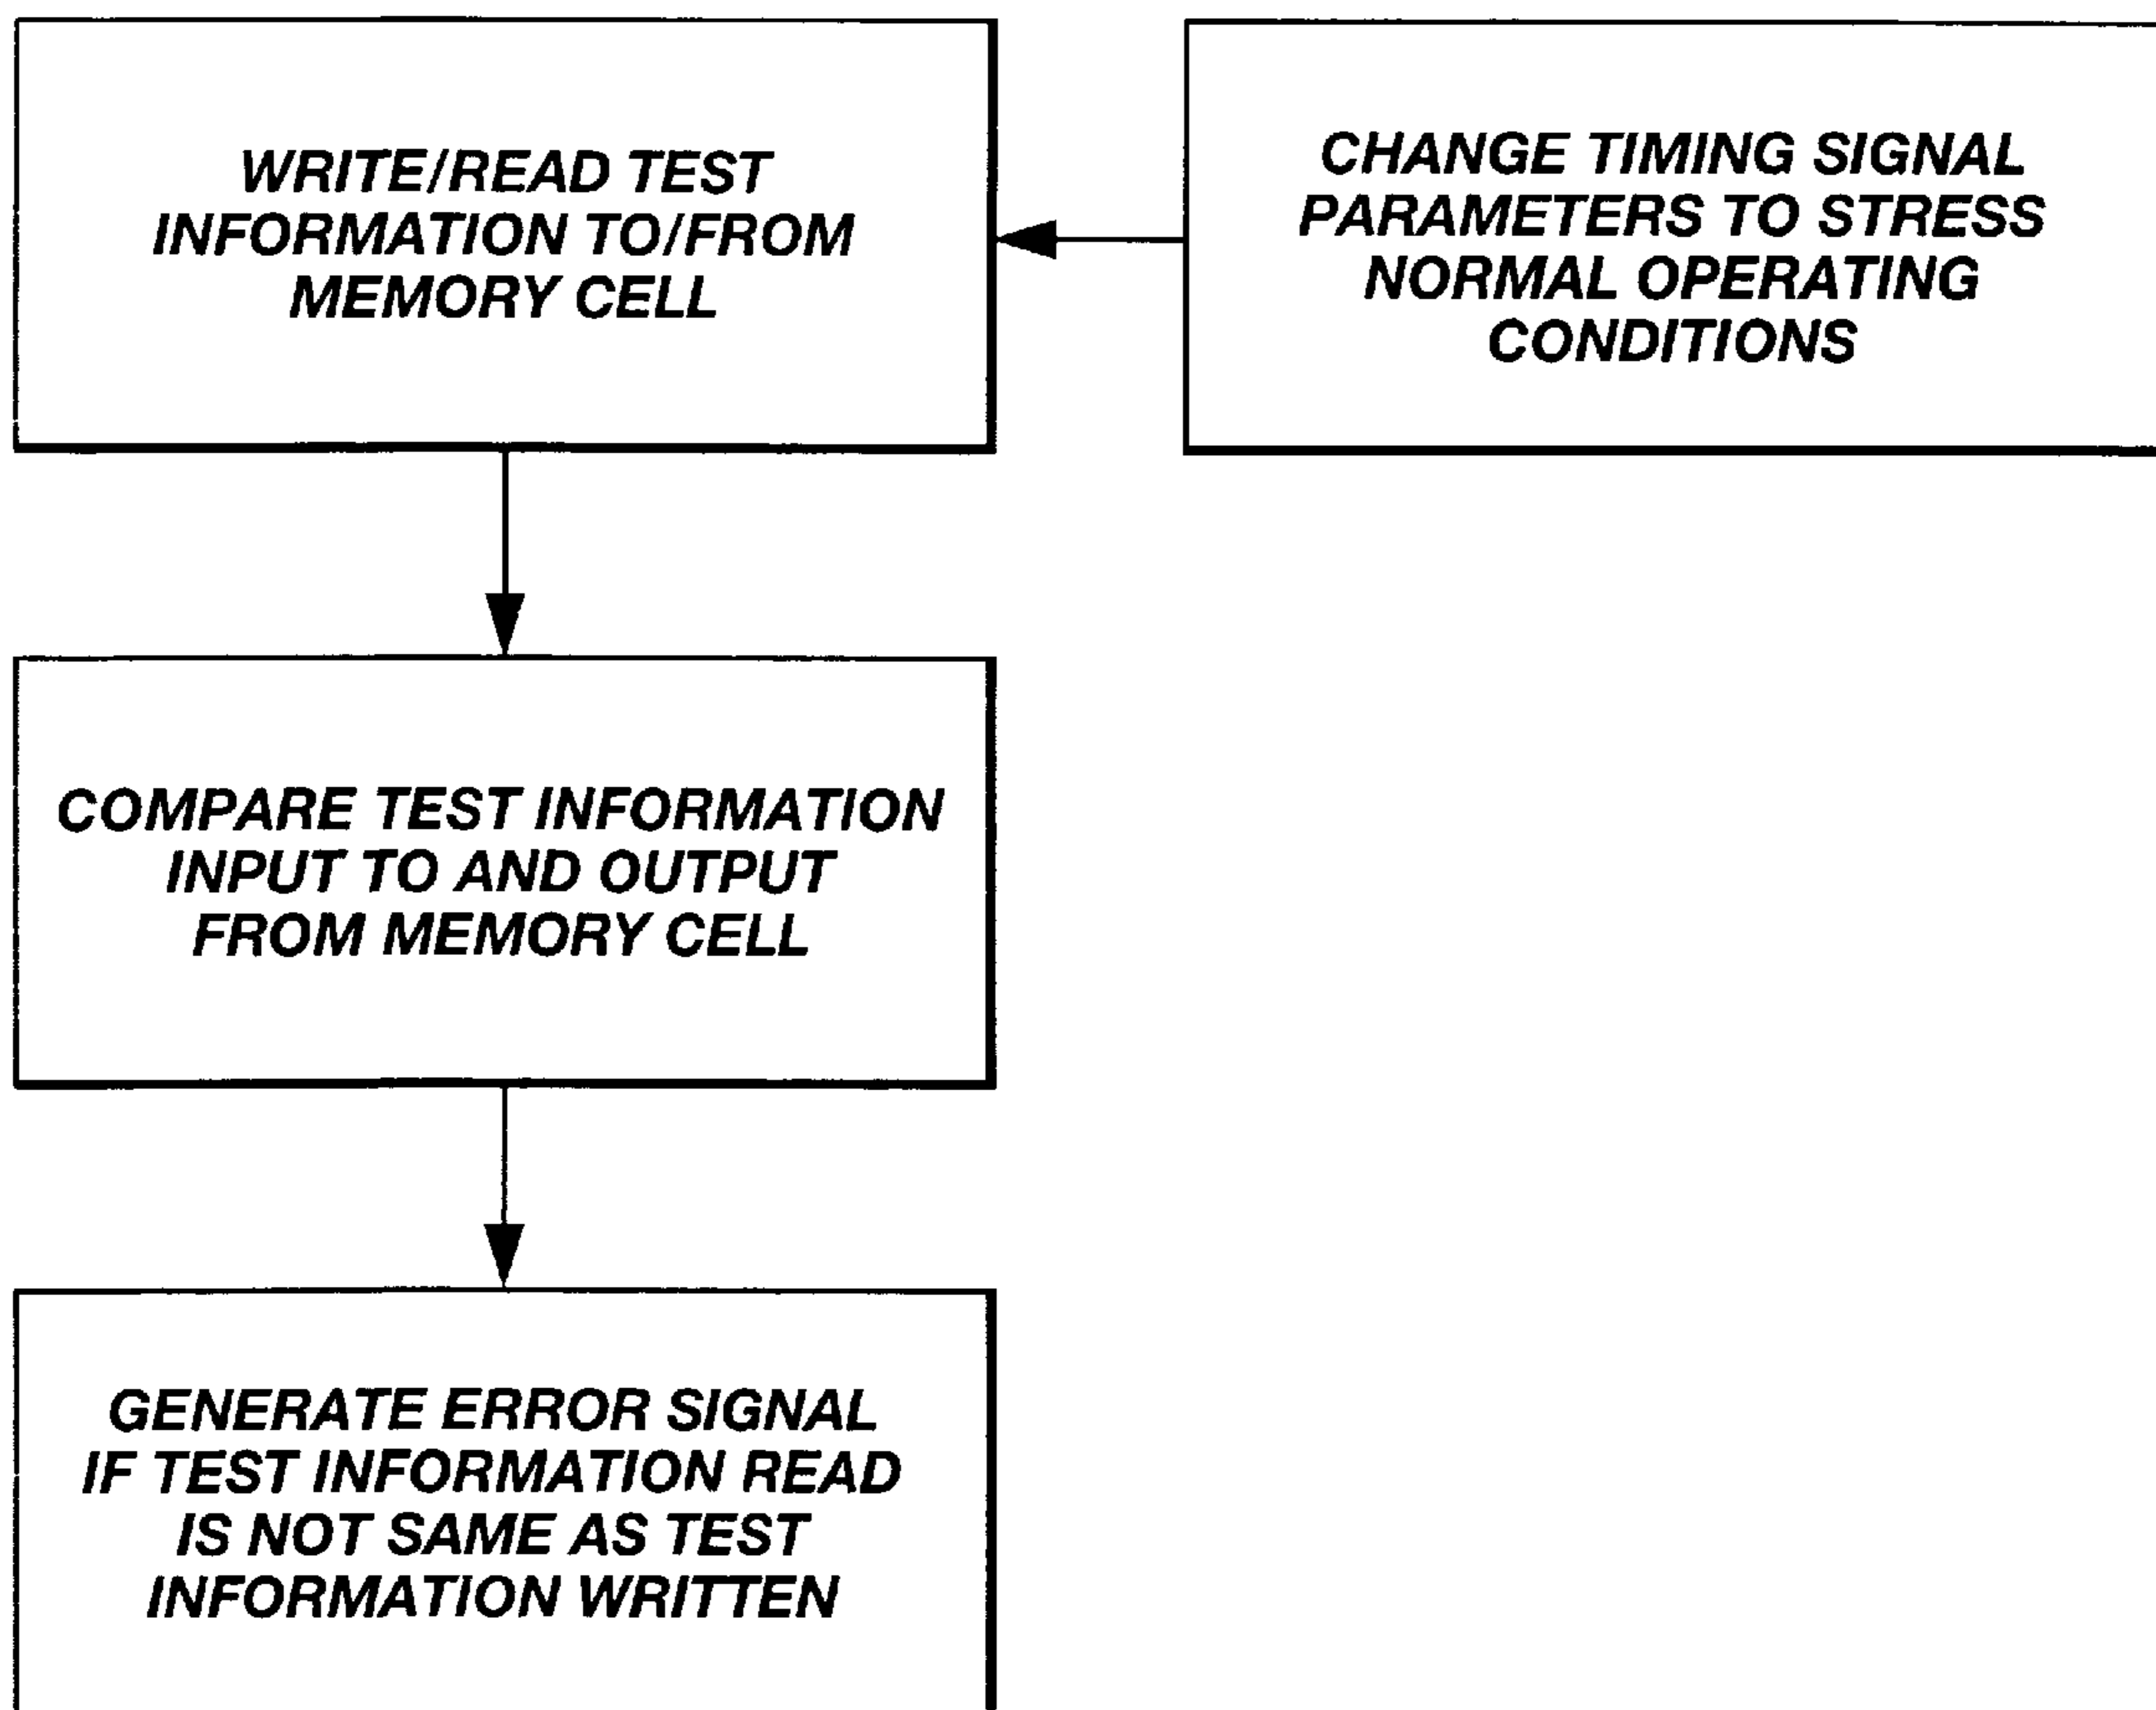 WRITE/READ TEST
INFORMATION TO/FROM
MEMORY CELL
CHANGE TIMING SIGNAL
PARAMETERS TO STRESS
NORMAL OPERATING
CONDITIONS
COMPARE TEST INFORMATION
INPUT TO AND OUTPUT
FROM MEMORY CELL
GENERATE ERROR SIGNAL
IF TEST INFORMATION READ
IS NOT SAME AS TEST
INFORMATION WRITTEN